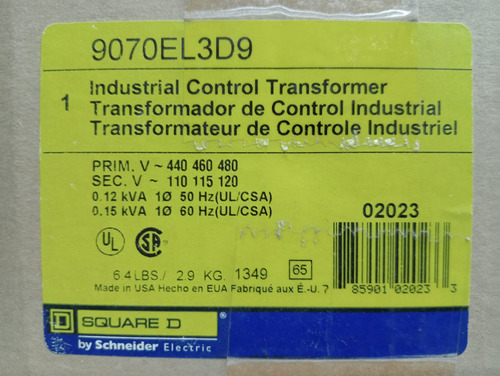 9070EL3D9
1
Industrial Control Transformer
Transformador de Control Industrial
Transformateur de Controle Industriel
PRIM. V ~ 440 460 480
SEC. V ~ 110 115 120
0.12 kVA 1Ø 50 Hz(UL/CSA)
0.15 kVA 1Ø 60 Hz(UL/CSA)
02023
UL
SA
6.4 LBS./ 2.9 KG. 1349
65
Made in USA Hecho en EUA Fabriqué aux É.-U. 7
85901 02023 3
D SQUARE D ®
by Schneider Electric